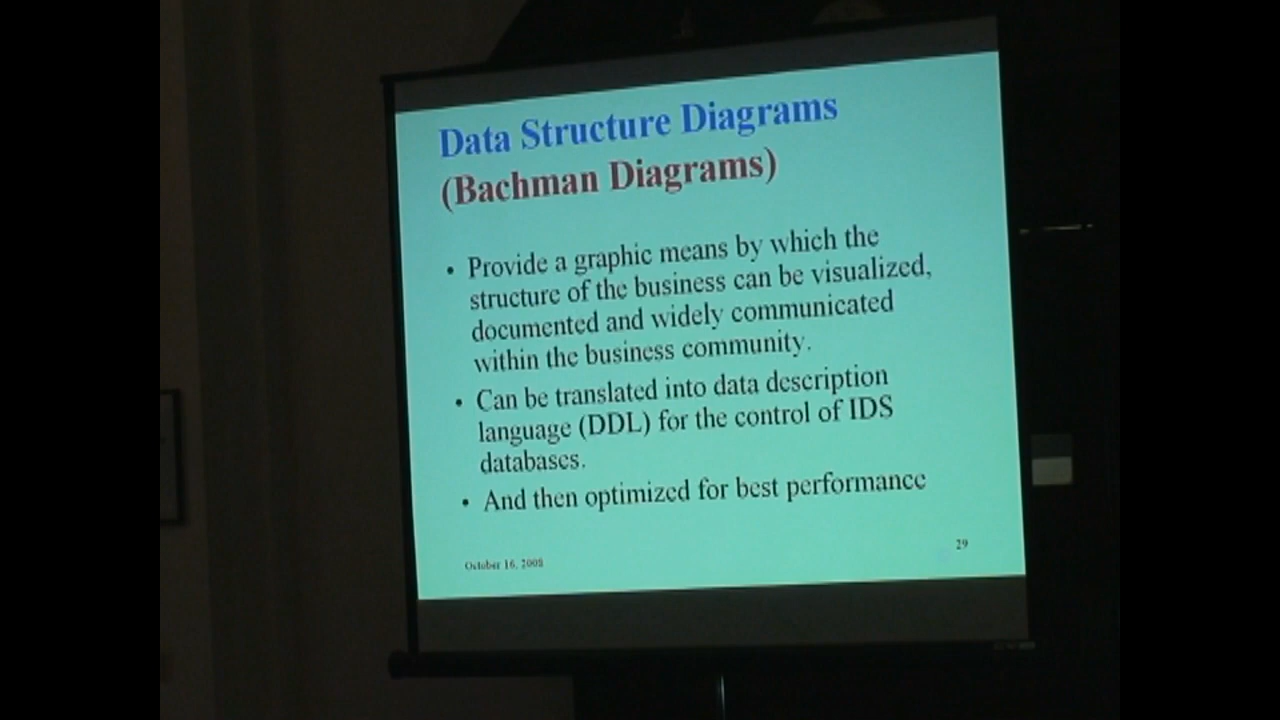 Data Structure Diagrams
(Bachman Diagrams)
• Provide a graphic means by which the
structure of the business can be visualized,
documented and widely communicated
within the business community.
• Can be translated into data description
language (DDL) for the control of IDS
databases.
• And then optimized for best performance
October 16, 2008
29